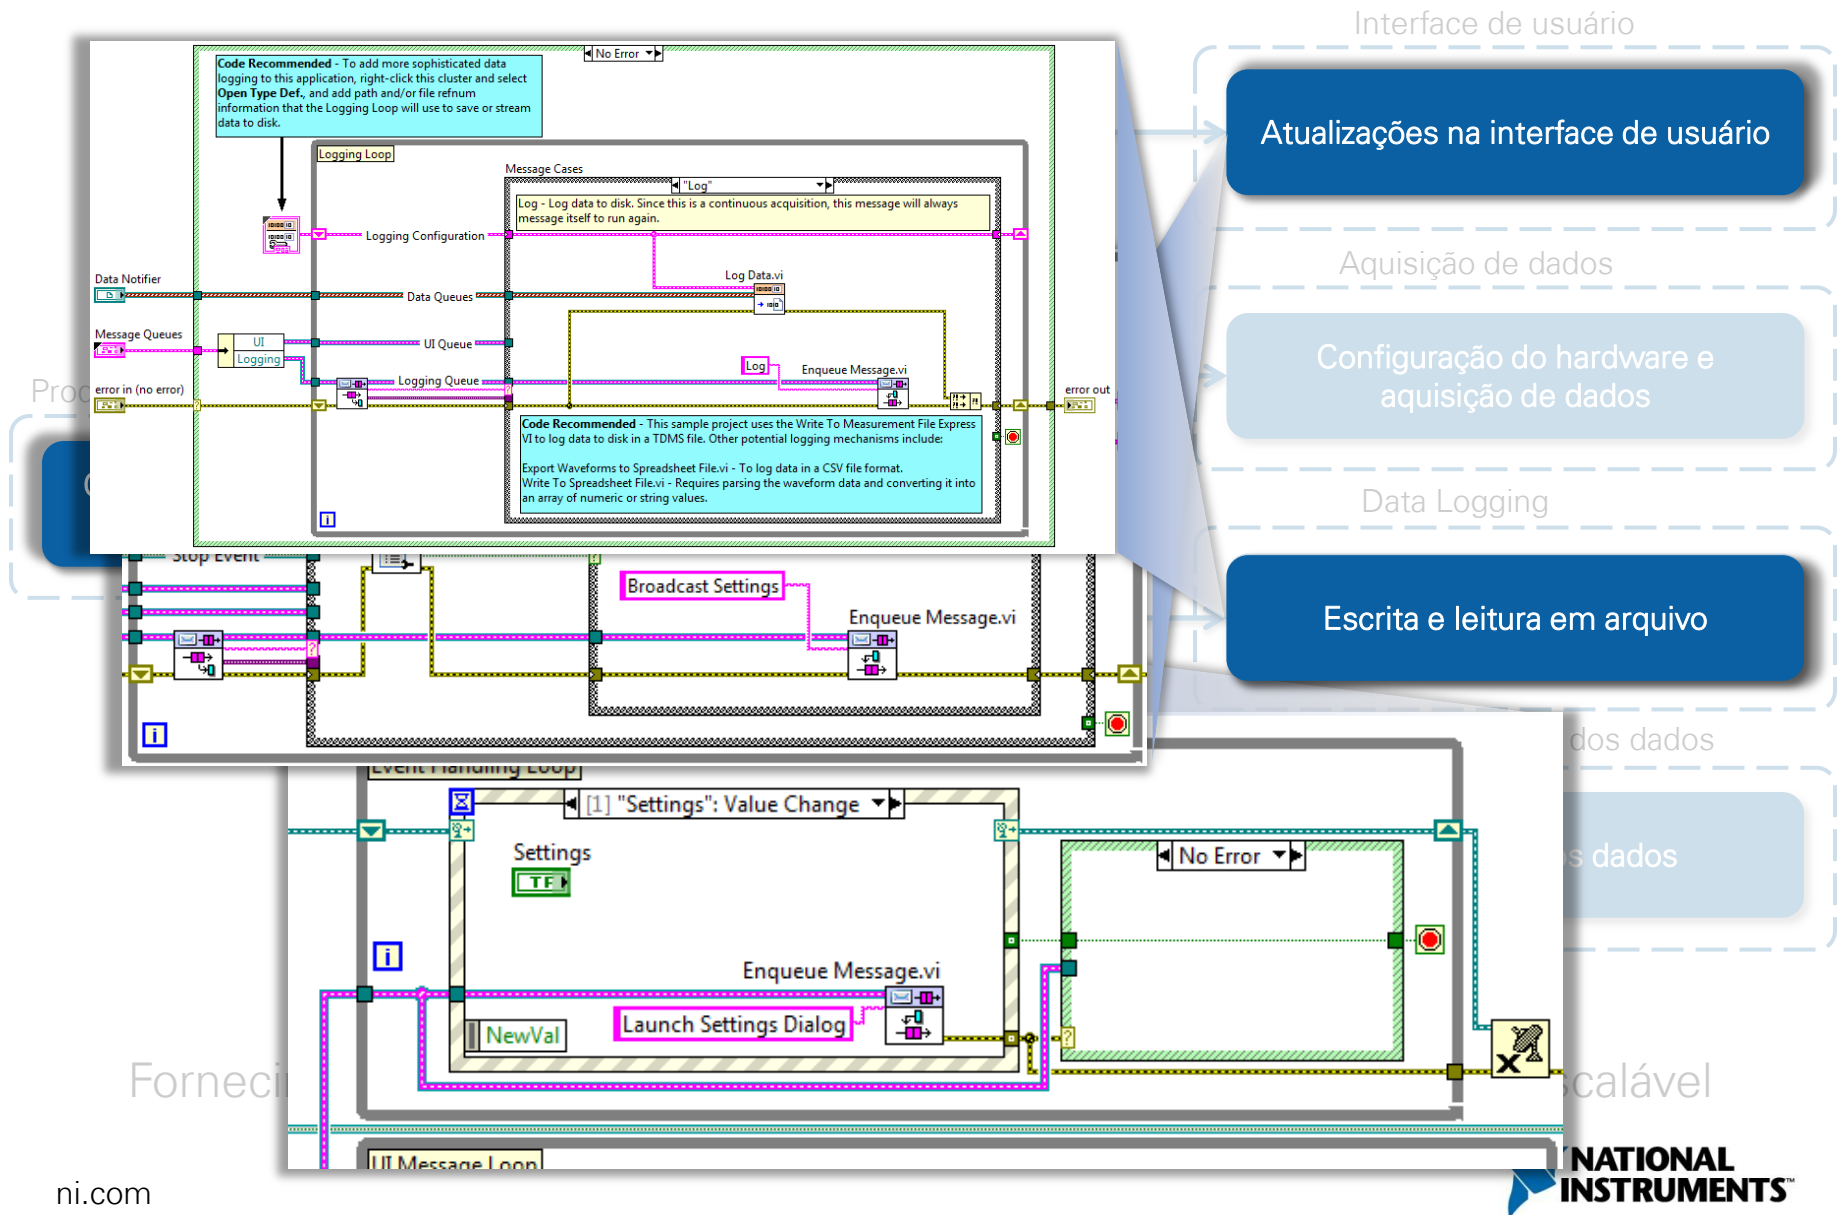 Interface de usuário
Atualizações na interface de usuário
Aquisição de dados
Configuração do hardware e
aquisição de dados
Data Logging
Escrita e leitura em arquivo
dos dados
dados
No Error
Code Recommended - To add more sophisticated data
logging to this application, right-click this cluster and select
Open Type Def., and add path and/or file refnum
information that the Logging Loop will use to save or stream
data to disk.
Logging Loop
Message Cases
"Log"
Log - Log data to disk. Since this is a continuous acquisition, this message will always
message itself to run again.
Logging Configuration
Log Data.vi
Data Notifier
Data Queues
Message Queues
UI
Logging
UI Queue
Log
Enqueue Message.vi
Logging Queue
error in (no error)
error out
Code Recommended - This sample project uses the Write To Measurement File Express
VI to log data to disk in a TDMS file. Other potential logging mechanisms include:
Export Waveforms to Spreadsheet File.vi - To log data in a CSV file format.
Write To Spreadsheet File.vi - Requires parsing the waveform data and converting it into
an array of numeric or string values.
i
Stop Event
Broadcast Settings
Enqueue Message.vi
i
Event Handling Loop
[1] "Settings": Value Change
Settings
TF
No Error
i
Enqueue Message.vi
Launch Settings Dialog
NewVal
UI Message Loop
ni.com
NATIONAL
INSTRUMENTS™